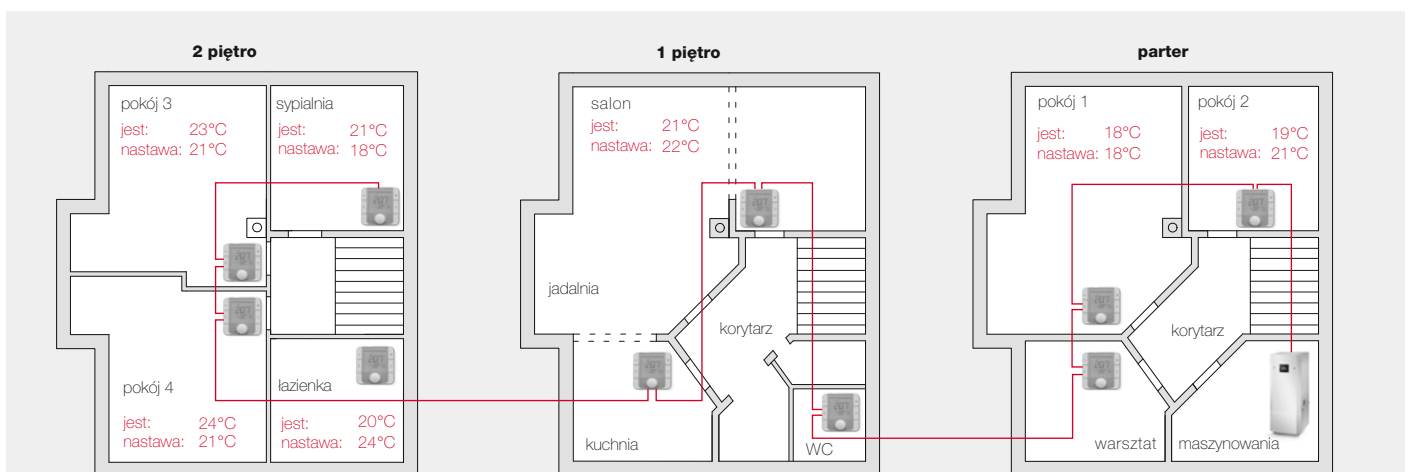 2 piętro
1 piętro
parter
pokój 3
jest: 23°C
nastawa: 21°C
sypialnia
jest: 21°C
nastawa: 18°C
pokój 4
jest: 24°C
nastawa: 21°C
łazienka
jest: 20°C
nastawa: 24°C
salon
jest: 21°C
nastawa: 22°C
jadalnia
korytarz
kuchnia
WC
pokój 1
jest: 18°C
nastawa: 18°C
pokój 2
jest: 19°C
nastawa: 21°C
korytarz
warsztat
maszynowania